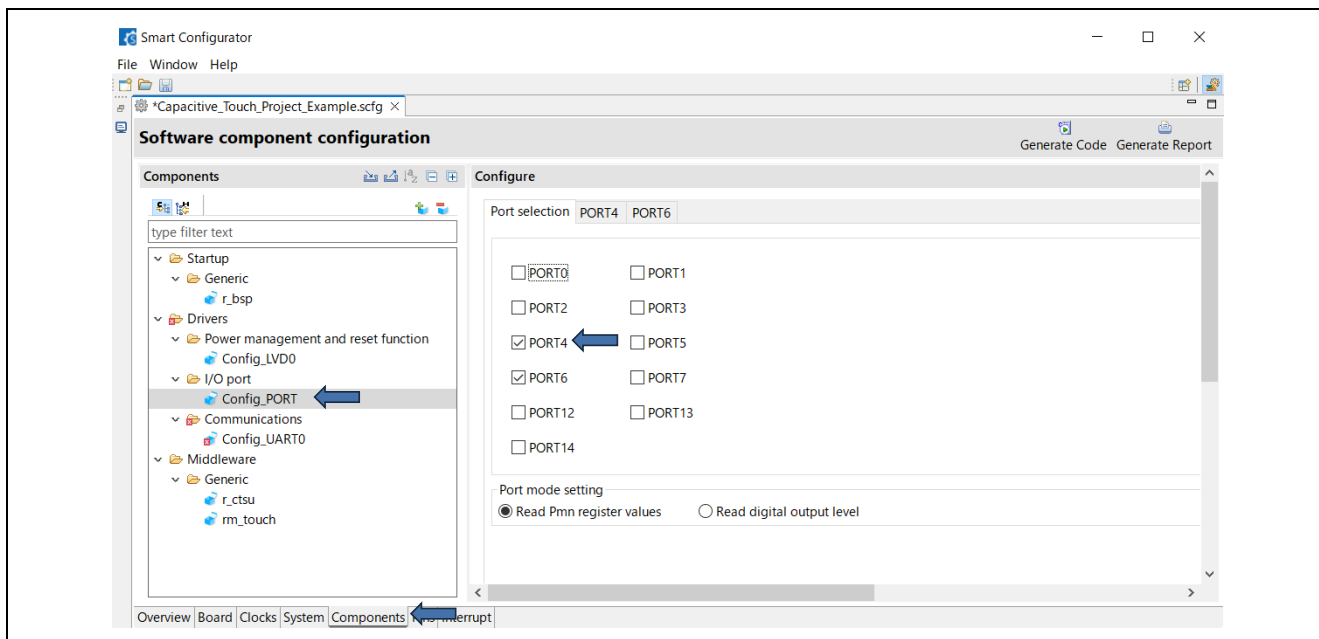 Smart Configurator
File Window Help
*Capacitive_Touch_Project_Example.scfg
Software component configuration
Generate Code Generate Report
Components
Configure
type filter text
Startup
Generic
r_bsp
Drivers
Power management and reset function
Config_LVD0
I/O port
Config_PORT
Communications
Config_UART0
Middleware
Generic
r_ctsu
rm_touch
Port selection PORT4 PORT6
PORT0 PORT1
PORT2 PORT3
PORT4 PORT5
PORT6 PORT7
PORT12 PORT13
PORT14
Port mode setting
Read Pmn register values Read digital output level
Overview Board Clocks System Components